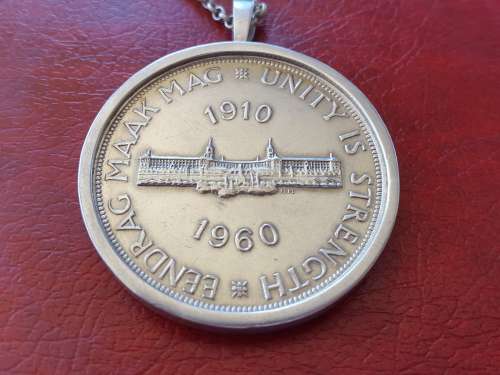 EENDRAG MAAK MAG
UNITY IS STRENGTH
1910
1960